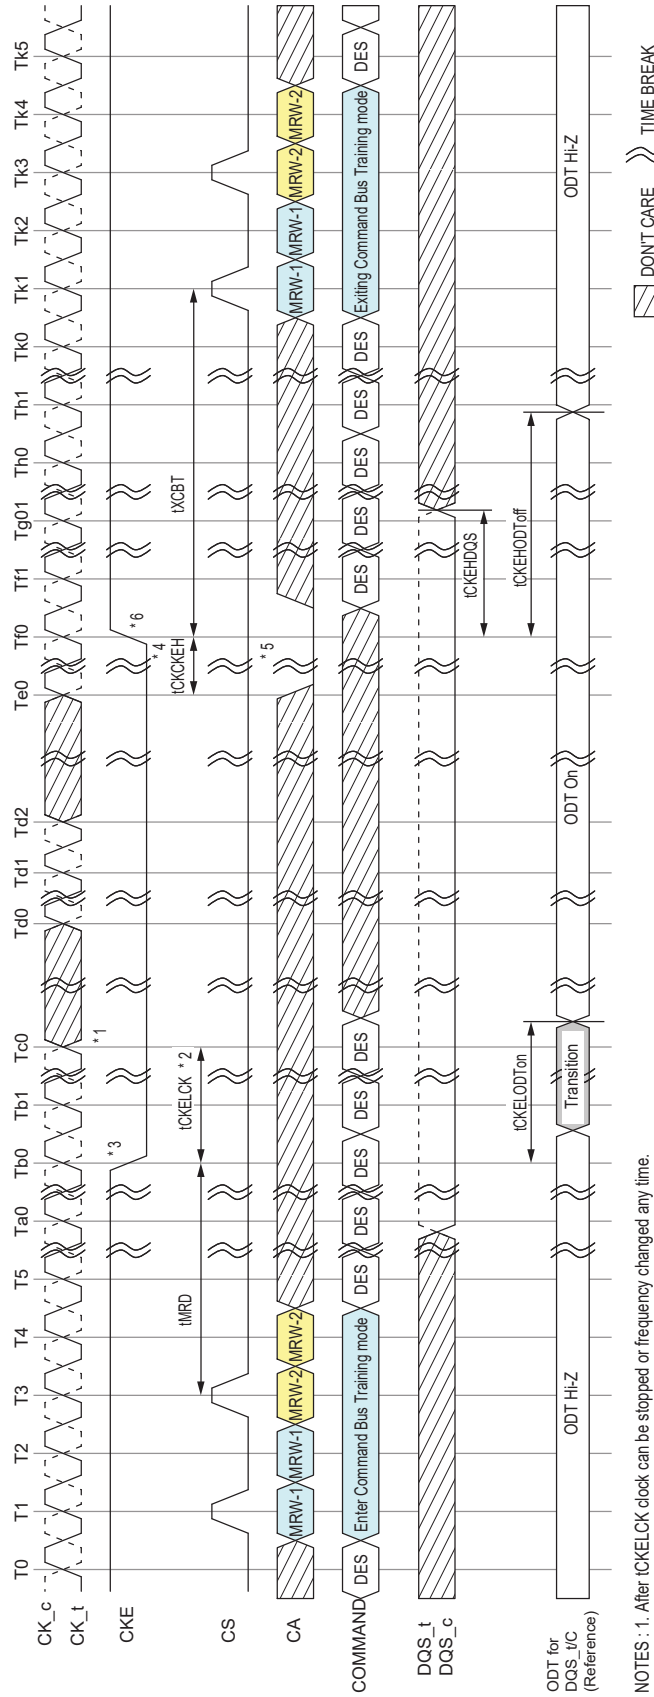 T0 T1 T2 T3 T4 T5 Ta0 Tb0 Tb1 Tc0 Td0 Td1 Td2 Te0 Tf0 Tf1 Tg01 Th0 Th1 Tk0 Tk1 Tk2 Tk3 Tk4 Tk5
CK_c
CK_t
* 1
CKE
* 3
* 6
* 4
tMRD
tCKELCK * 2
tCKCKEH
tXCBT
CS
* 5
CA
MRW-1 MRW-1 MRW-2 MRW-2 MRW-1 MRW-1 MRW-2 MRW-2
COMMAND
DES Enter Command Bus Training mode DES DES DES DES DES DES DES DES DES DES Exiting Command Bus Training mode DES
DQS_t
DQS_c
tCKEHDQS
tCKELODTon
tCKEHODToff
ODT for
DQS_t/C
(Reference)
ODT Hi-Z Transition ODT On ODT Hi-Z
NOTES : 1. After tCKELCK clock can be stopped or frequency changed any time.
DON'T CARE TIME BREAK